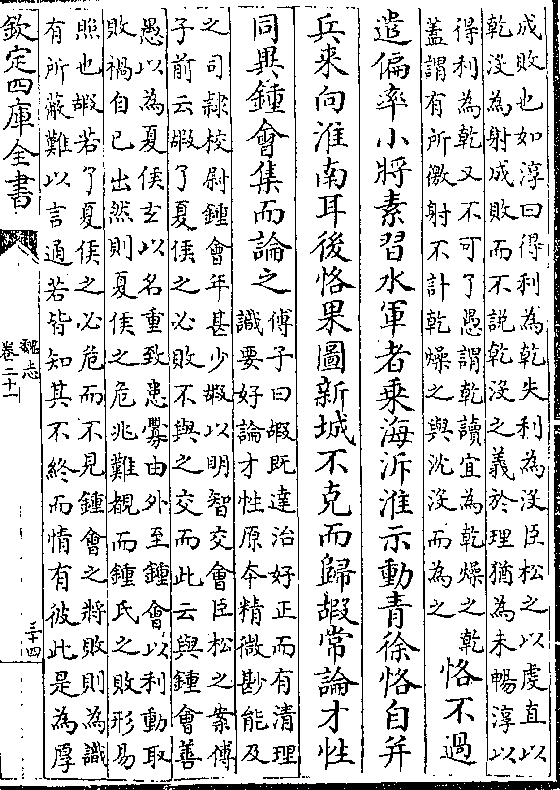 成敗也如淳曰得利為乾失利為沒臣松之以虔直以
乾沒為射成敗而不說乾沒之義於理猶為未暢淳以
得利為乾又不可了愚謂乾讀宜為乾燥之乾
蓋謂有所徼射不計乾燥之與沈沒而為之
恪不過
遣偏率小將素習水軍者乘海泝淮示動青徐恪自并
兵來向淮南耳後恪果圖新城不克而歸嘏常論才性
同異鍾會集而論之
傅子曰嘏既達治好正而有清理
識要好論才性原本精微尠能及
之司隸校尉鍾會年甚少嘏以明智交會臣松之案傅
子前云嘏了夏侯之必敗不與之交而此云與鍾會善
愚以為夏侯玄以名重致患釁由外至鍾會以利動取
敗禍自己出然則夏侯之危兆難覩而鍾氏之敗形易
照也嘏若了夏侯之必危而不見鍾會之將敗則為識
有所蔽難以言通若皆知其不終而情有彼此是為厚
欽定四庫全書
魏志
卷二十一
三十四